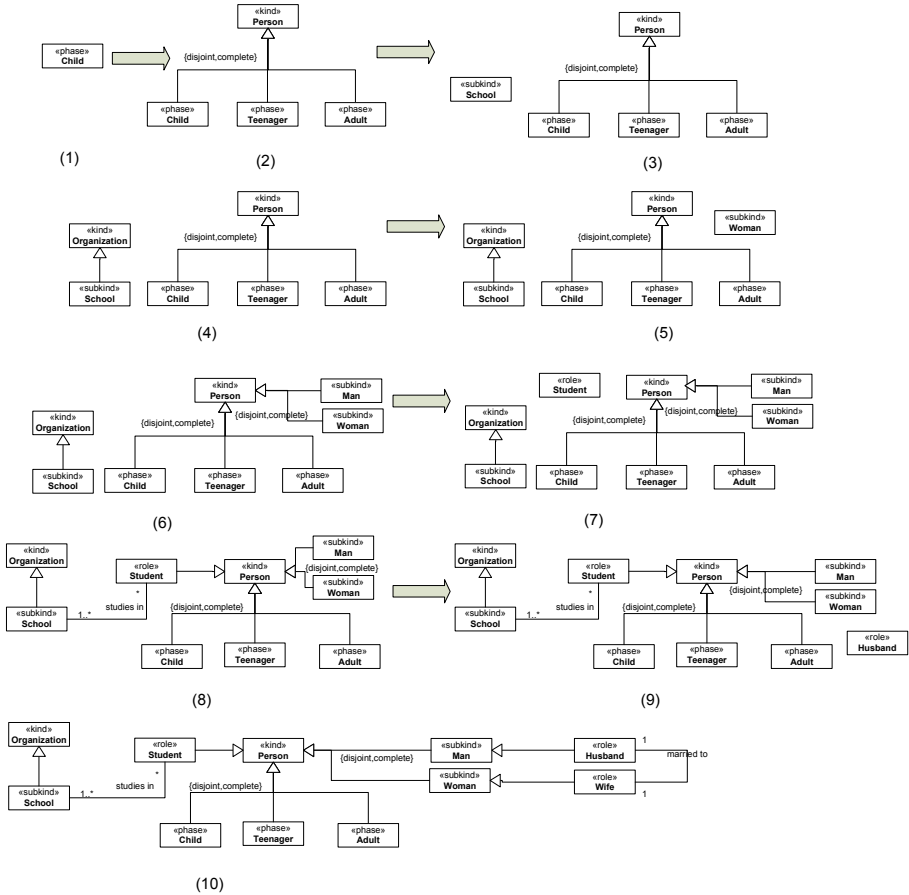 «phase»
Child
«kind»
Person
{disjoint,complete}
«phase»
Child
«phase»
Teenager
«phase»
Adult
«subkind»
School
«kind»
Person
{disjoint,complete}
«phase»
Child
«phase»
Teenager
«phase»
Adult
(1)
(2)
(3)
«kind»
Organization
«subkind»
School
«kind»
Person
{disjoint,complete}
«phase»
Child
«phase»
Teenager
«phase»
Adult
«kind»
Organization
«subkind»
School
«kind»
Person
«subkind»
Woman
{disjoint,complete}
«phase»
Child
«phase»
Teenager
«phase»
Adult
(4)
(5)
«kind»
Organization
«subkind»
School
«kind»
Person
«subkind»
Man
{disjoint,complete}
«subkind»
Woman
{disjoint,complete}
«phase»
Child
«phase»
Teenager
«phase»
Adult
«role»
Student
«kind»
Organization
«subkind»
School
«kind»
Person
«subkind»
Man
{disjoint,complete}
«subkind»
Woman
{disjoint,complete}
«phase»
Child
«phase»
Teenager
«phase»
Adult
(6)
(7)
«kind»
Organization
«subkind»
School
1..*
*
studies in
«role»
Student
«kind»
Person
«subkind»
Man
{disjoint,complete}
«subkind»
Woman
{disjoint,complete}
«phase»
Child
«phase»
Teenager
«phase»
Adult
«kind»
Organization
«subkind»
School
1..*
*
studies in
«role»
Student
«kind»
Person
«subkind»
Man
{disjoint,complete}
«subkind»
Woman
{disjoint,complete}
«phase»
Child
«phase»
Teenager
«phase»
Adult
«role»
Husband
(8)
(9)
«kind»
Organization
«subkind»
School
1..*
*
studies in
«role»
Student
«kind»
Person
{disjoint,complete}
«subkind»
Man
«role»
Husband
1
married to
«subkind»
Woman
«role»
Wife
1
{disjoint,complete}
«phase»
Child
«phase»
Teenager
«phase»
Adult
(10)